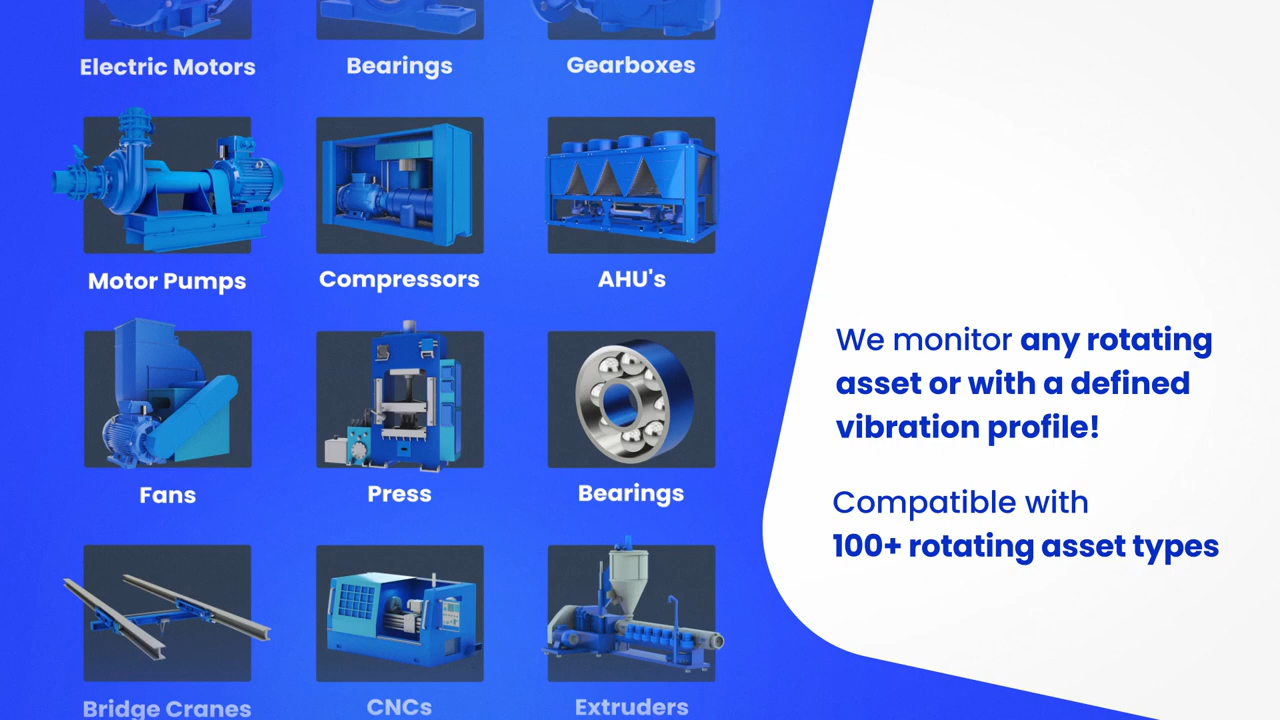 Electric Motors
Bearings
Gearboxes
Motor Pumps
Compressors
AHU's
Fans
Press
Bearings
Bridge Cranes
CNCs
Extruders
We monitor any rotating
asset or with a defined
vibration profile!
Compatible with
100+ rotating asset types